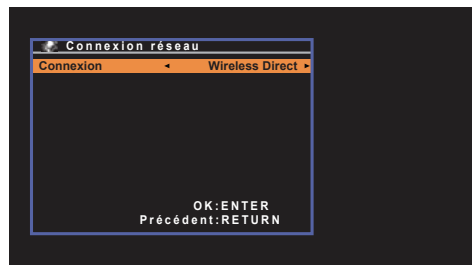 Connexion réseau
Connexion ◄ Wireless Direct ►
OK:ENTER
Précédent:RETURN